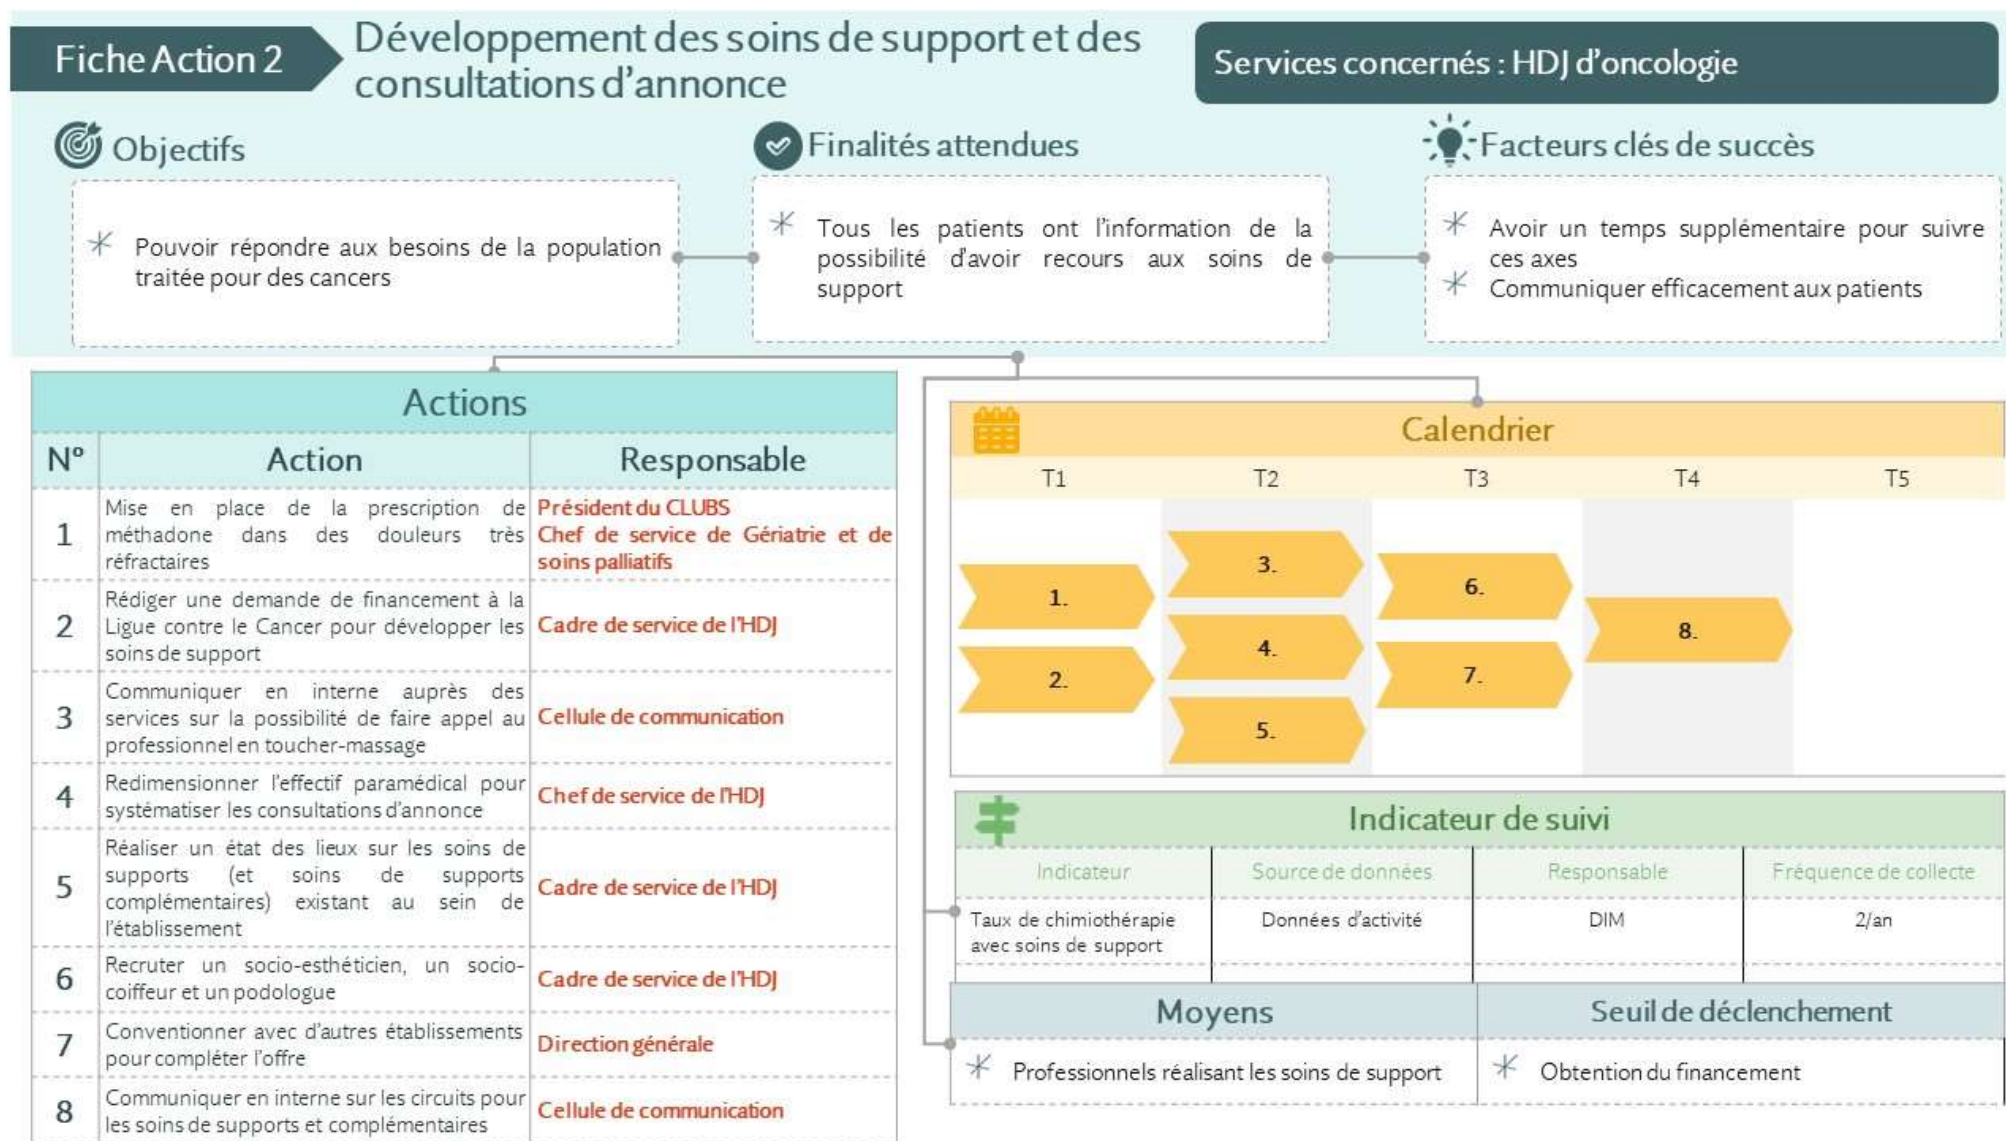 Fiche Action 2
Développement des soins de support et des
consultations d'annonce
Services concernés : HDJ d'oncologie
Objectifs
Pouvoir répondre aux besoins de la population
traitée pour des cancers
Finalités attendues
Tous les patients ont l'information de la
possibilité d'avoir recours aux soins de
support
Facteurs clés de succès
Avoir un temps supplémentaire pour suivre
ces axes
Communiquer efficacement aux patients
Actions
N° Action Responsable
1
Mise en place de la prescription de
méthadone dans des douleurs très
réfractaires
Président du CLUBS
Chef de service de Gériatrie et de
soins palliatifs
2
Rédiger une demande de financement à la
Ligue contre le Cancer pour développer les
soins de support
Cadre de service de l'HDJ
3
Communiquer en interne auprès des
services sur la possibilité de faire appel au
professionnel en toucher-massage
Cellule de communication
4
Redimensionner l'effectif paramédical pour
systématiser les consultations d'annonce
Chef de service de l'HDJ
5
Réaliser un état des lieux sur les soins de
supports (et soins de supports
complémentaires) existant au sein de
l'établissement
Cadre de service de l'HDJ
6
Recruter un socio-esthéticien, un socio-
coiffeur et un podologue
Cadre de service de l'HDJ
7
Conventionner avec d'autres établissements
pour compléter l'offre
Direction générale
8
Communiquer en interne sur les circuits pour
les soins de supports et complémentaires
Cellule de communication
Calendrier
T1 T2 T3 T4 T5
1.
2.
3.
4.
5.
6.
7.
8.
Indicateur de suivi
Indicateur Source de données Responsable Fréquence de collecte
Taux de chimiothérapie
avec soins de support
Données d'activité
DIM
2/an
Moyens
Professionnels réalisant les soins de support
Seuil de déclenchement
Obtention du financement